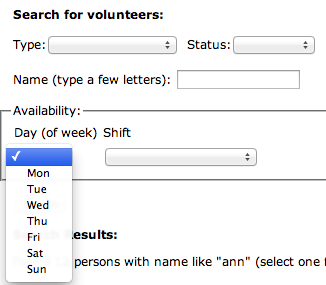 Search for volunteers:
Type: Status:
Name (type a few letters):
Availability:
Day (of week) Shift
Mon
Tue
Wed
Thu
Fri
Sat
Sun
Results:
persons with name like "ann" (select one